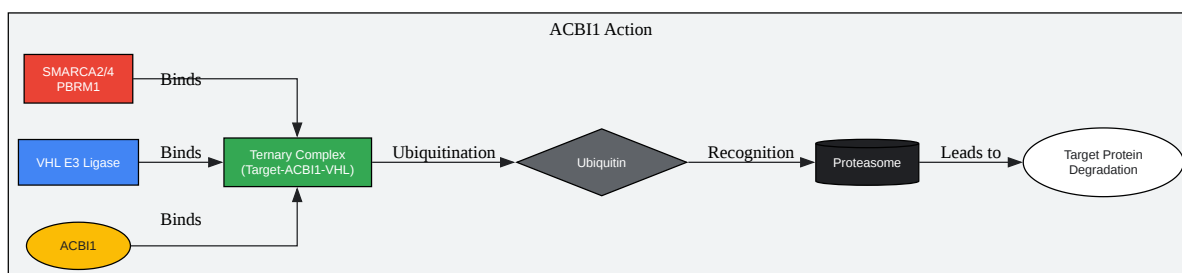 ACBI1 Action
SMARCA2/4
PBRM1
Binds
VHL E3 Ligase
Binds
Ternary Complex
(Target-ACBI1-VHL)
Ubiquitination
Ubiquitin
Recognition
Proteasome
Leads to
Target Protein
Degradation
Binds
ACBI1